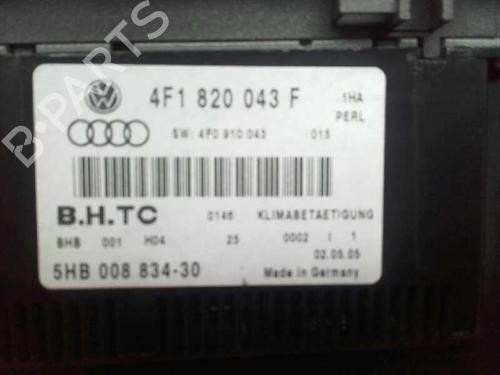 4F1 820 043 F
1HA
PERL
SW: 4F0 910 043 015
B.H.TC
0146 KLIMABETAETIGUNG
BHB 001 H04 25 0002 I 1
02.05.05
5HB 008 834-30
Made in Germany
B-PARTS